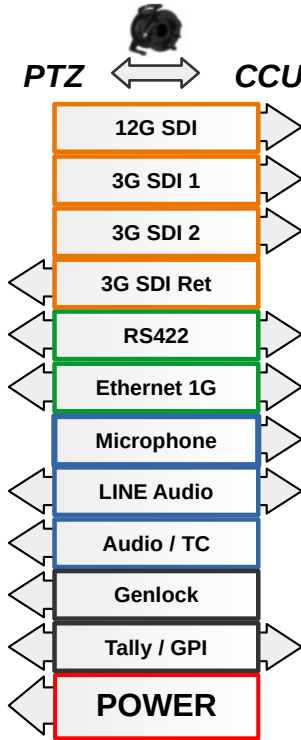 PTZ CCU
12G SDI
3G SDI 1
3G SDI 2
3G SDI Ret
RS422
Ethernet 1G
Microphone
LINE Audio
Audio / TC
Genlock
Tally / GPI
POWER